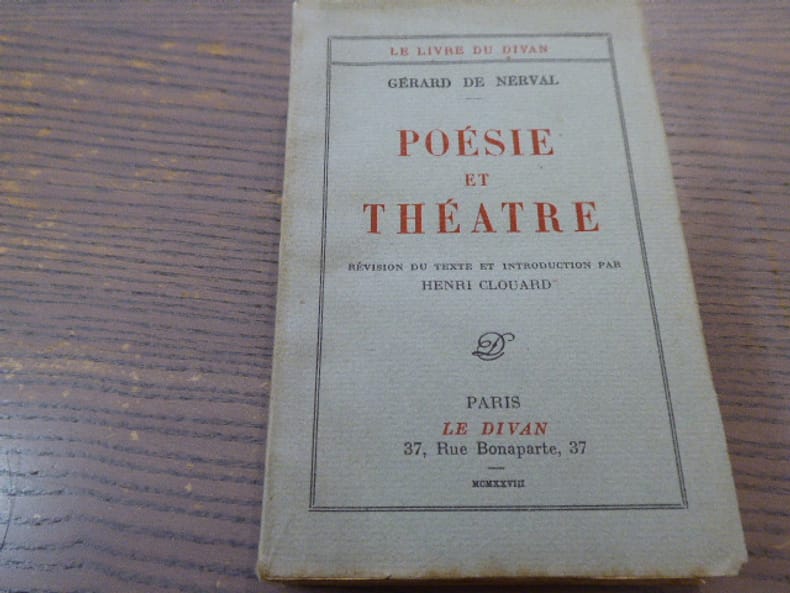 LE LIVRE DU DIVAN
GÉRARD DE NERVAL
POÉSIE
ET
THÉATRE
RÉVISION DU TEXTE ET INTRODUCTION PAR
HENRI CLOUARD
D
PARIS
LE DIVAN
37, Rue Bonaparte, 37
MCMXXVIII